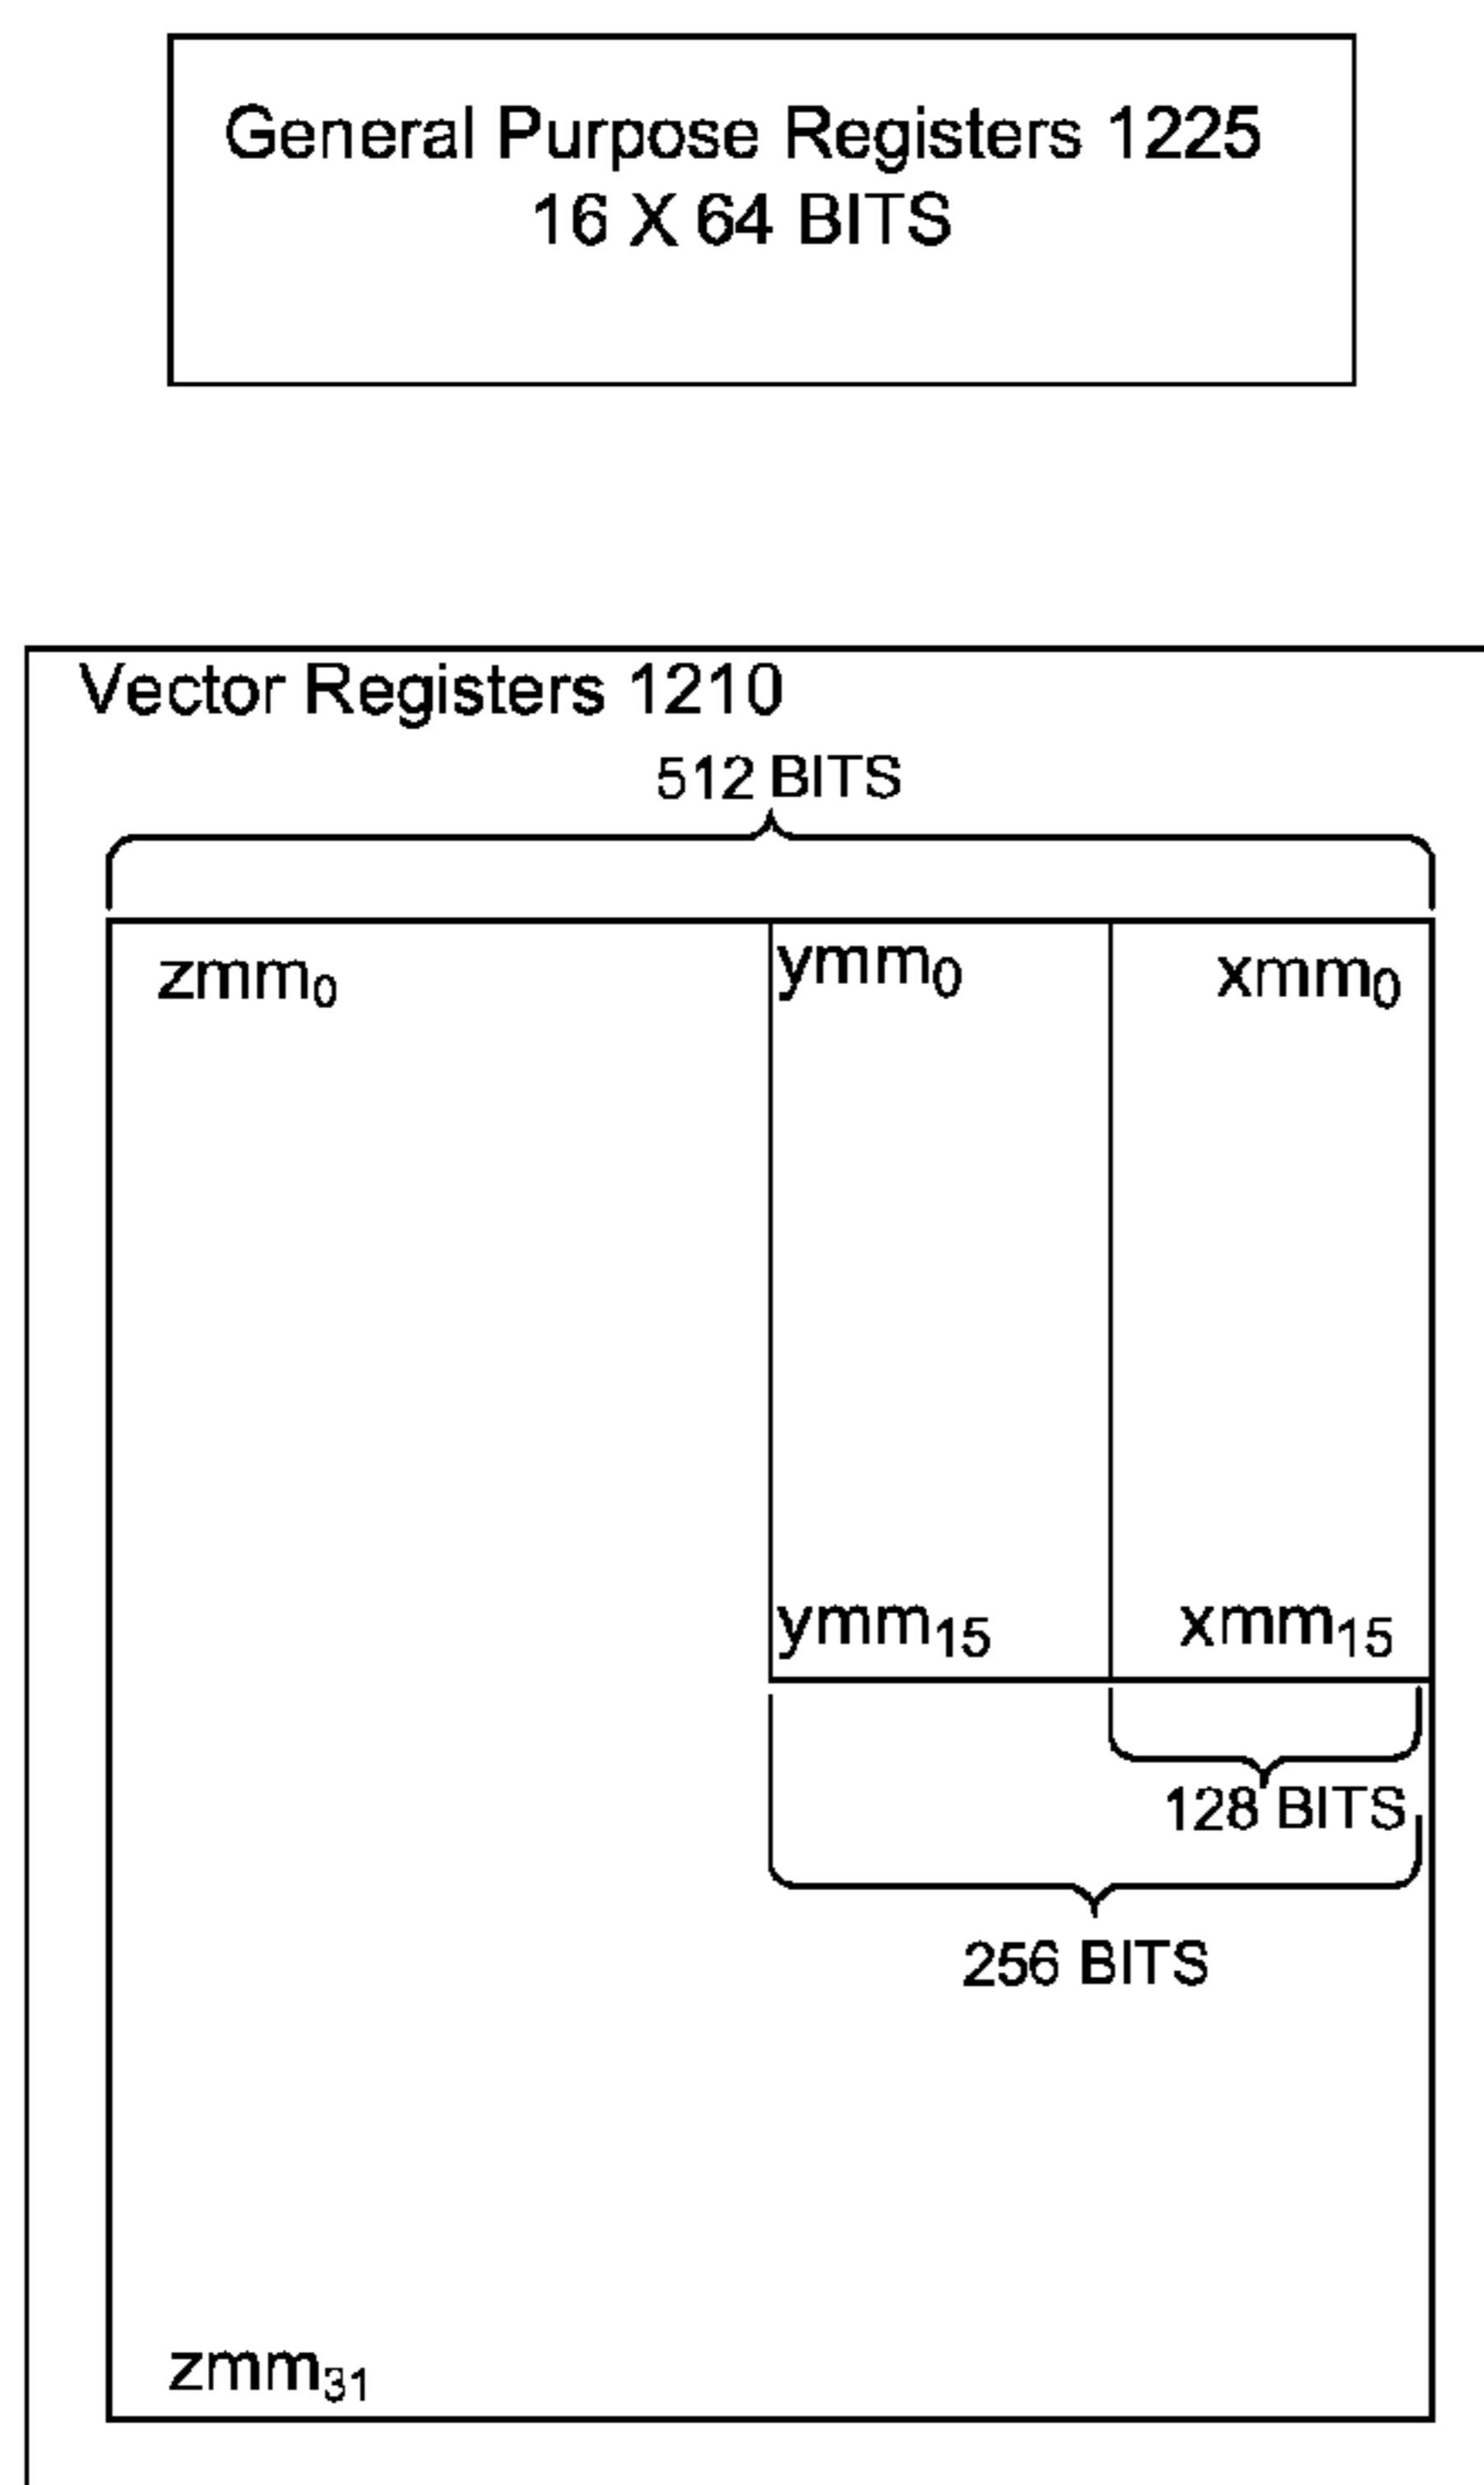 General Purpose Registers 1225
16 X 64 BITS
Vector Registers 1210
512 BITS
zmm0 ymm0 xmm0
ymm15 xmm15
128 BITS
256 BITS
zmm31